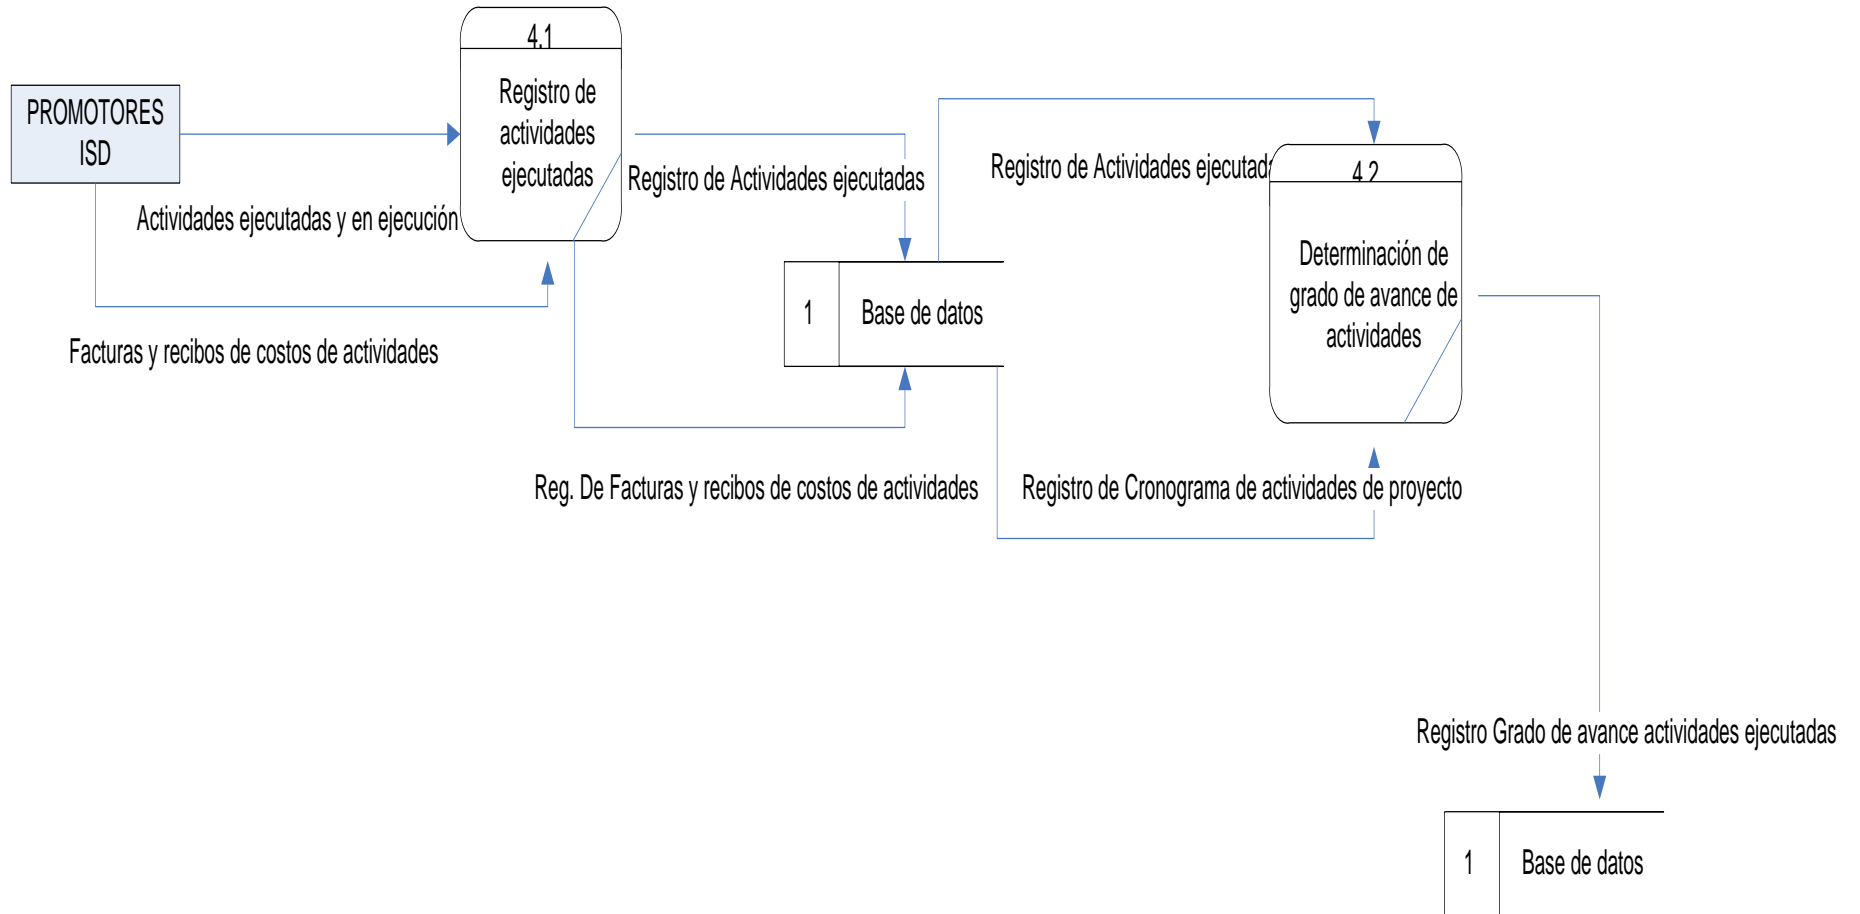 4.1
PROMOTORES
ISD
Registro de
actividades
ejecutadas
Actividades ejecutadas y en ejecución
Facturas y recibos de costos de actividades
Registro de Actividades ejecutadas
Registro de Actividades ejecutada
4.2
1
Base de datos
Determinación de
grado de avance de
actividades
Reg. De Facturas y recibos de costos de actividades
Registro de Cronograma de actividades de proyecto
Registro Grado de avance actividades ejecutadas
1
Base de datos